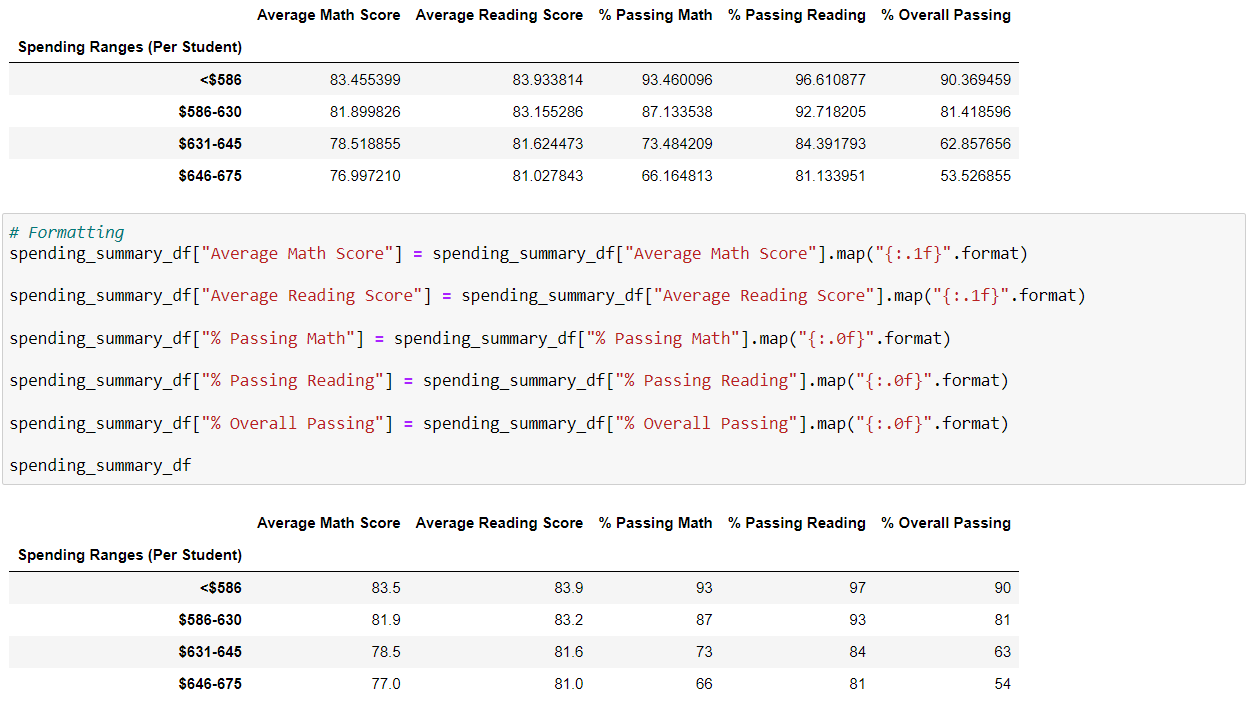 Average Math Score Average Reading Score % Passing Math % Passing Reading % Overall Passing
Spending Ranges (Per Student)
<$586 83.455399 83.933814 93.460096 96.610877 90.369459
$586-630 81.899826 83.155286 87.133538 92.718205 81.418596
$631-645 78.518855 81.624473 73.484209 84.391793 62.857656
$646-675 76.997210 81.027843 66.164813 81.133951 53.526855
# Formatting
spending_summary_df["Average Math Score"] = spending_summary_df["Average Math Score"].map("{:.1f}".format)
spending_summary_df["Average Reading Score"] = spending_summary_df["Average Reading Score"].map("{:.1f}".format)
spending_summary_df["% Passing Math"] = spending_summary_df["% Passing Math"].map("{:.0f}".format)
spending_summary_df["% Passing Reading"] = spending_summary_df["% Passing Reading"].map("{:.0f}".format)
spending_summary_df["% Overall Passing"] = spending_summary_df["% Overall Passing"].map("{:.0f}".format)
spending_summary_df
Average Math Score Average Reading Score % Passing Math % Passing Reading % Overall Passing
Spending Ranges (Per Student)
<$586 83.5 83.9 93 97 90
$586-630 81.9 83.2 87 93 81
$631-645 78.5 81.6 73 84 63
$646-675 77.0 81.0 66 81 54